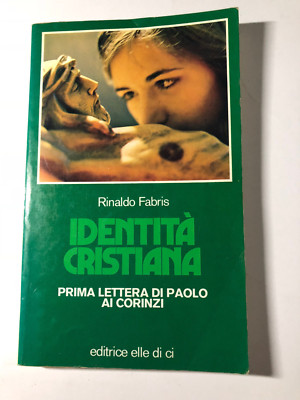 Rinaldo Fabris
IDENTITÀ
CRISTIANA
PRIMA LETTERA DI PAOLO
AI CORINZI
editrice elle di ci